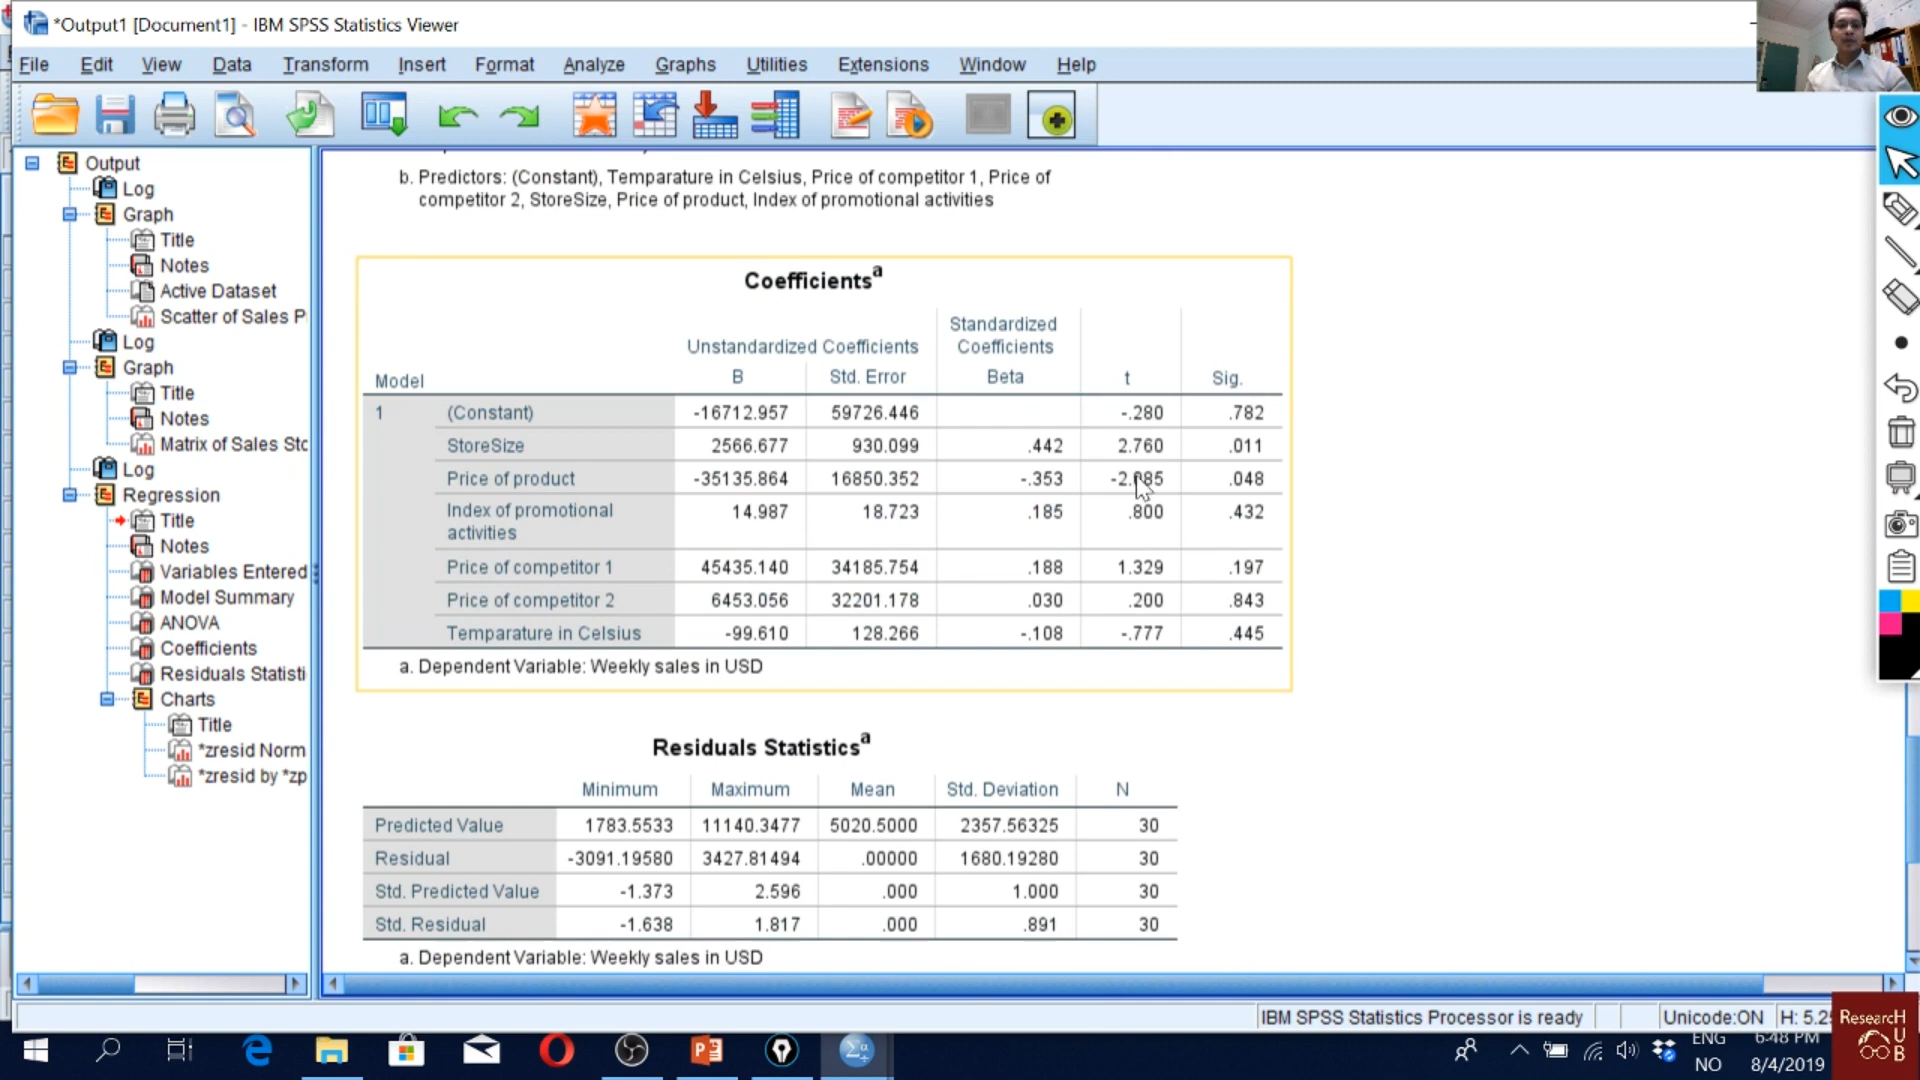 *Output1 [Document1] - IBM SPSS Statistics Viewer
File Edit View Data Transform Insert Format Analyze Graphs Utilities Extensions Window Help
Output
Log
Graph
Title
Notes
Active Dataset
Scatter of Sales P
Log
Graph
Title
Notes
Matrix of Sales Sto
Log
Regression
Title
Notes
Variables Entered
Model Summary
ANOVA
Coefficients
Residuals Statisti
Charts
Title
*zresid Norm
*zresid by *zp
b. Predictors: (Constant), Temparature in Celsius, Price of competitor 1, Price of
competitor 2, StoreSize, Price of product, Index of promotional activities
Coefficientsa
Standardized
Unstandardized Coefficients Coefficients
Model B Std. Error Beta t Sig.
1 (Constant) -16712.957 59726.446 -.280 .782
StoreSize 2566.677 930.099 .442 2.760 .011
Price of product -35135.864 16850.352 -.353 -2.085 .048
Index of promotional 14.987 18.723 .185 .800 .432
activities
Price of competitor 1 45435.140 34185.754 .188 1.329 .197
Price of competitor 2 6453.056 32201.178 .030 .200 .843
Temparature in Celsius -99.610 128.266 -.108 -.777 .445
a. Dependent Variable: Weekly sales in USD
Residuals Statisticsa
Minimum Maximum Mean Std. Deviation N
Predicted Value 1783.5533 11140.3477 5020.5000 2357.56325 30
Residual -3091.19580 3427.81494 .00000 1680.19280 30
Std. Predicted Value -1.373 2.596 .000 1.000 30
Std. Residual -1.638 1.817 .000 .891 30
a. Dependent Variable: Weekly sales in USD
IBM SPSS Statistics Processor is ready Unicode:ON H: 5.25
ResearcH
U
B
ENG
NO
6:48 PM
8/4/2019